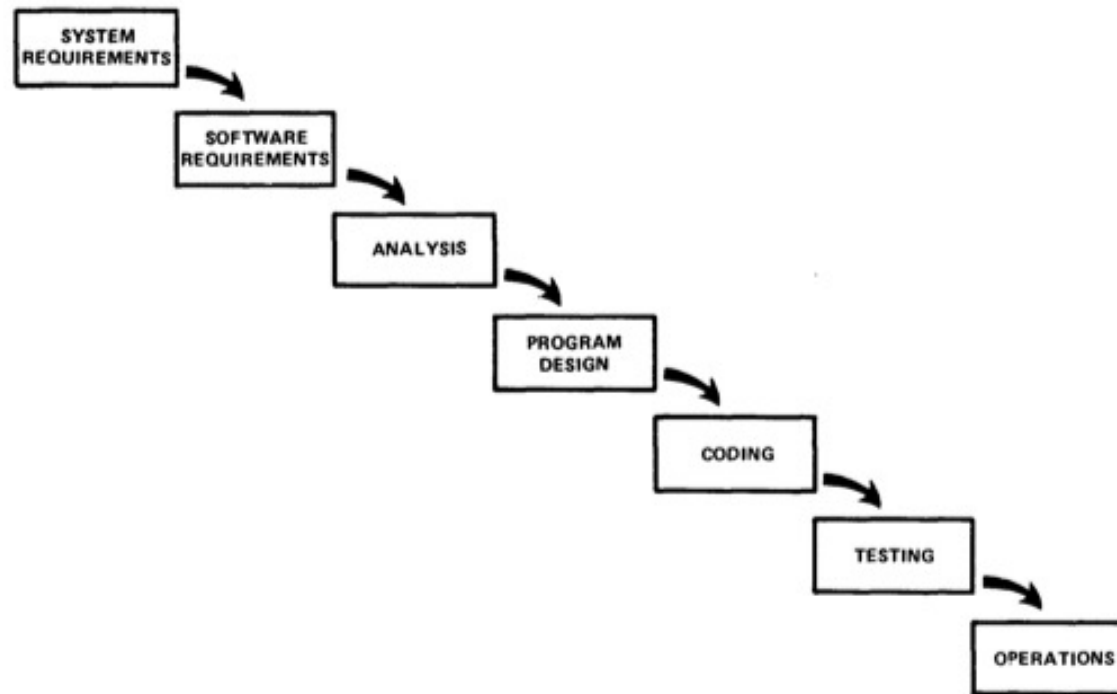 SYSTEM
REQUIREMENTS
SOFTWARE
REQUIREMENTS
ANALYSIS
PROGRAM
DESIGN
CODING
TESTING
OPERATIONS